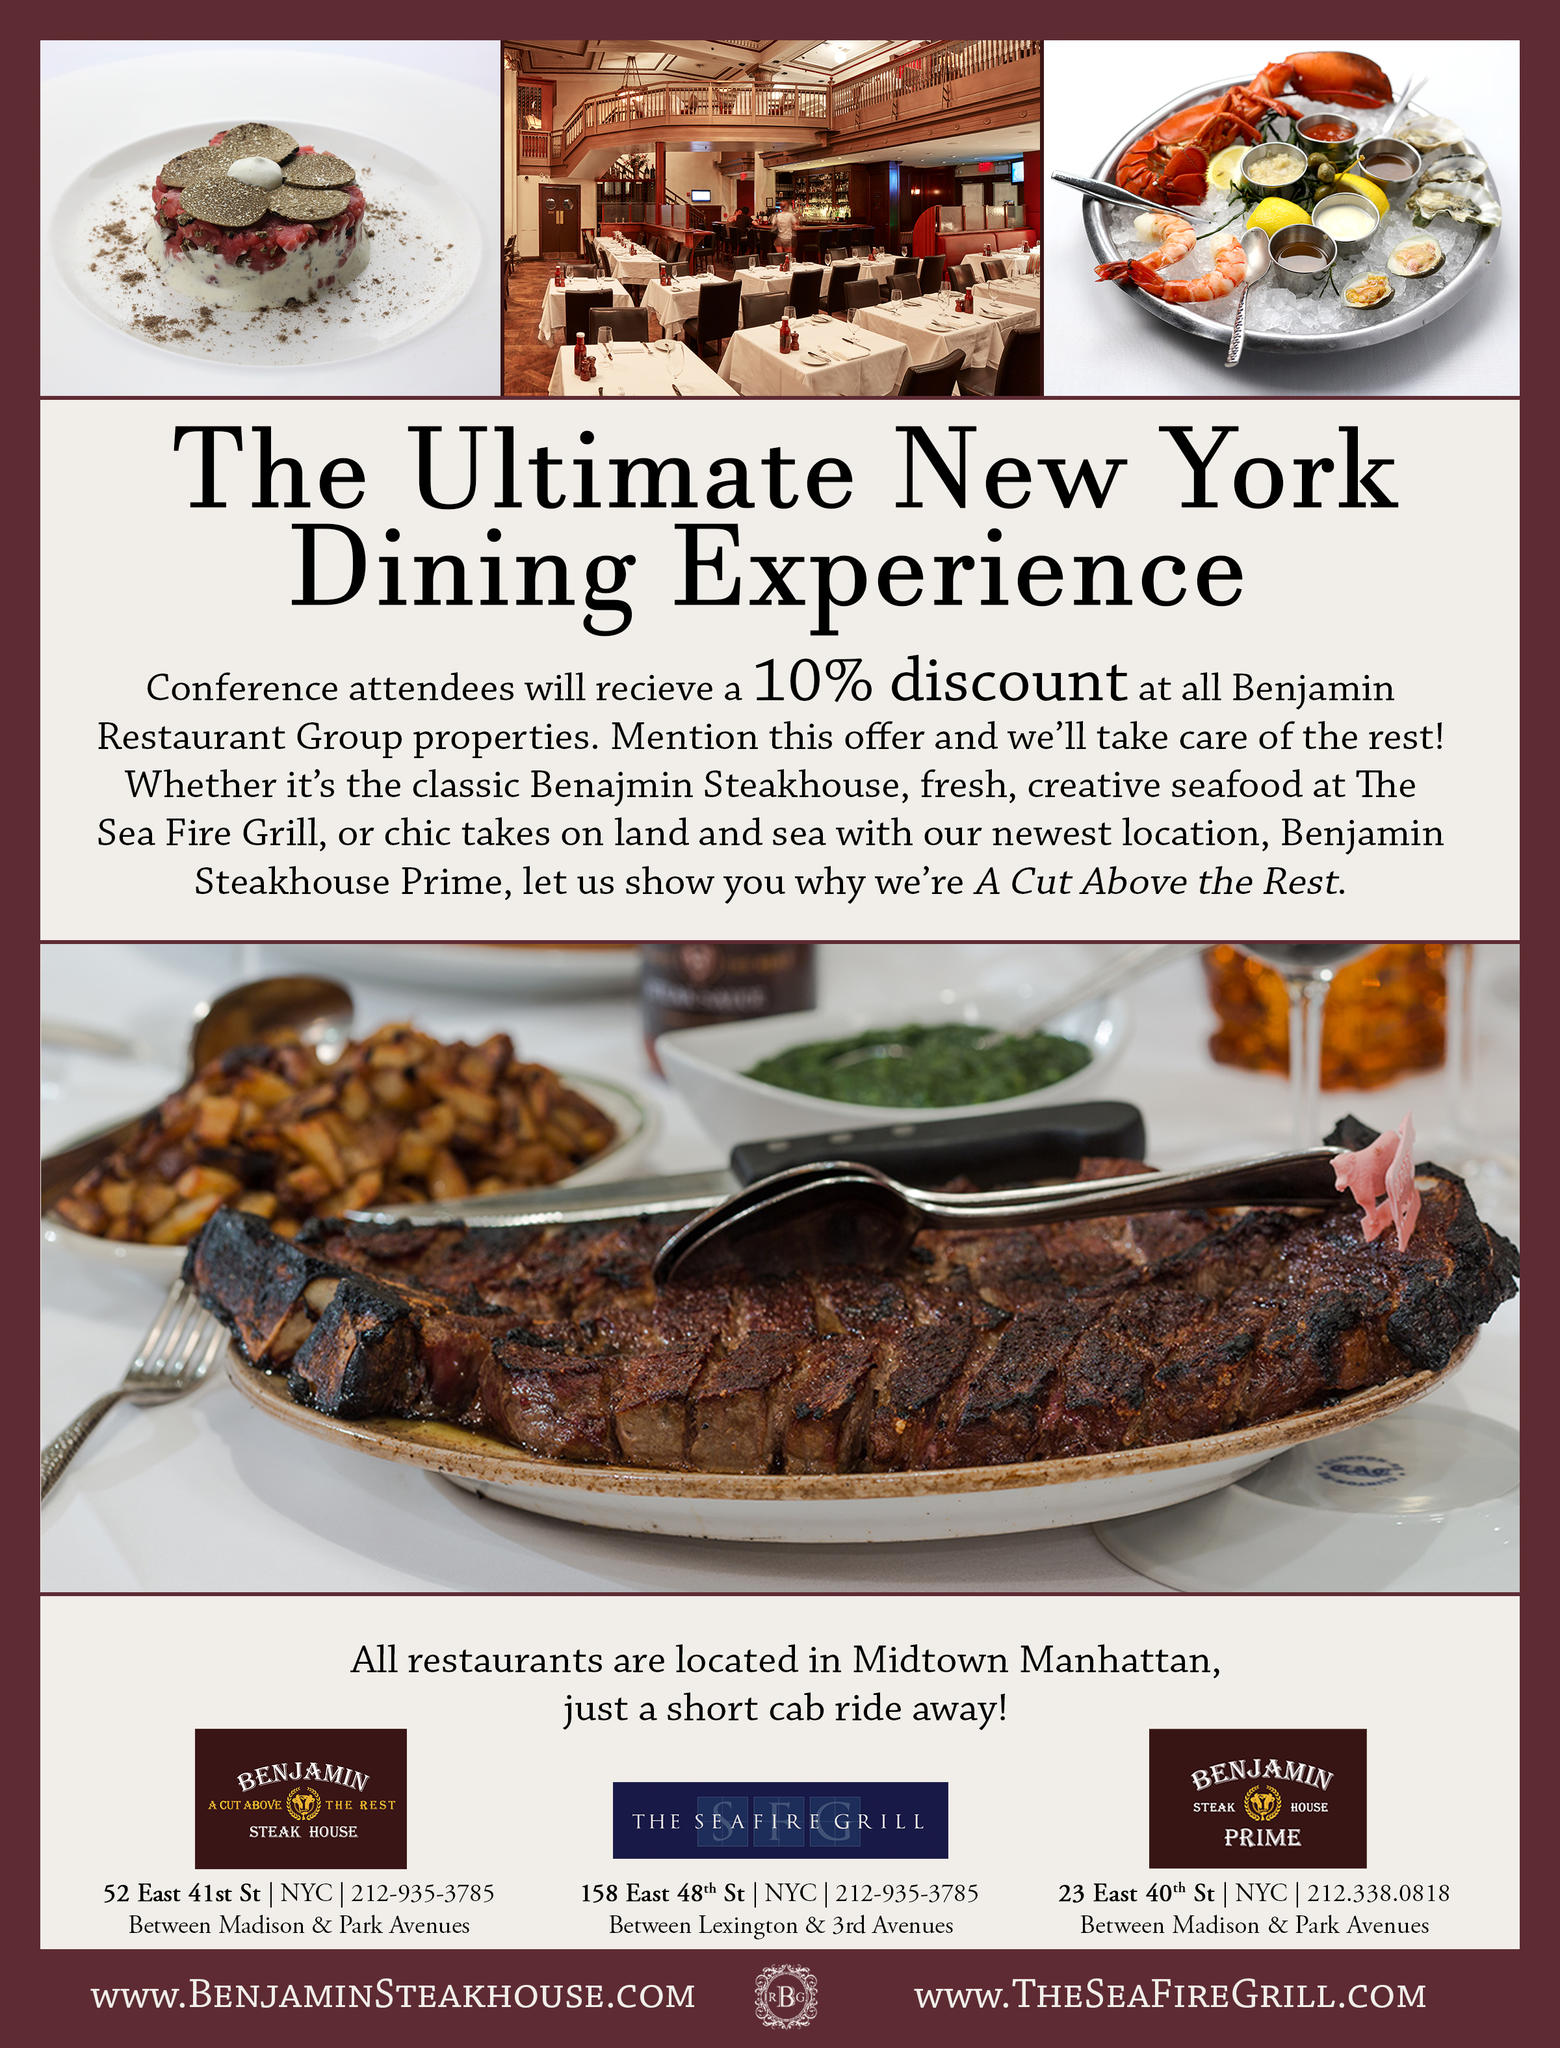 The Ultimate New York
Dining Experience
Conference attendees will recieve a 10% discount at all Benjamin
Restaurant Group properties. Mention this offer and we'll take care of the rest!
Whether it's the classic Benajmin Steakhouse, fresh, creative seafood at The
Sea Fire Grill, or chic takes on land and sea with our newest location, Benjamin
Steakhouse Prime, let us show you why we're A Cut Above the Rest.
All restaurants are located in Midtown Manhattan,
just a short cab ride away!
BENJAMIN
A CUT ABOVE THE REST
STEAK HOUSE
52 East 41st St | NYC | 212-935-3785
Between Madison & Park Avenues
SFG
THE SEAFIRE GRILL
158 East 48th St | NYC | 212-935-3785
Between Lexington & 3rd Avenues
BENJAMIN
STEAK HOUSE
PRIME
23 East 40th St | NYC | 212.338.0818
Between Madison & Park Avenues
www.BenjaminSteakhouse.com
RBG
www.TheSeaFireGrill.com